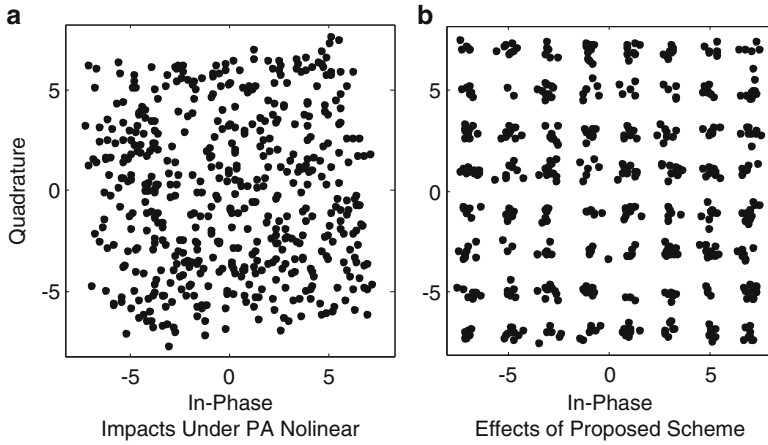 a
b
Quadrature
5
0
-5
-5
0
5
In-Phase
Impacts Under PA Nolinear
5
0
-5
-5
0
5
In-Phase
Effects of Proposed Scheme